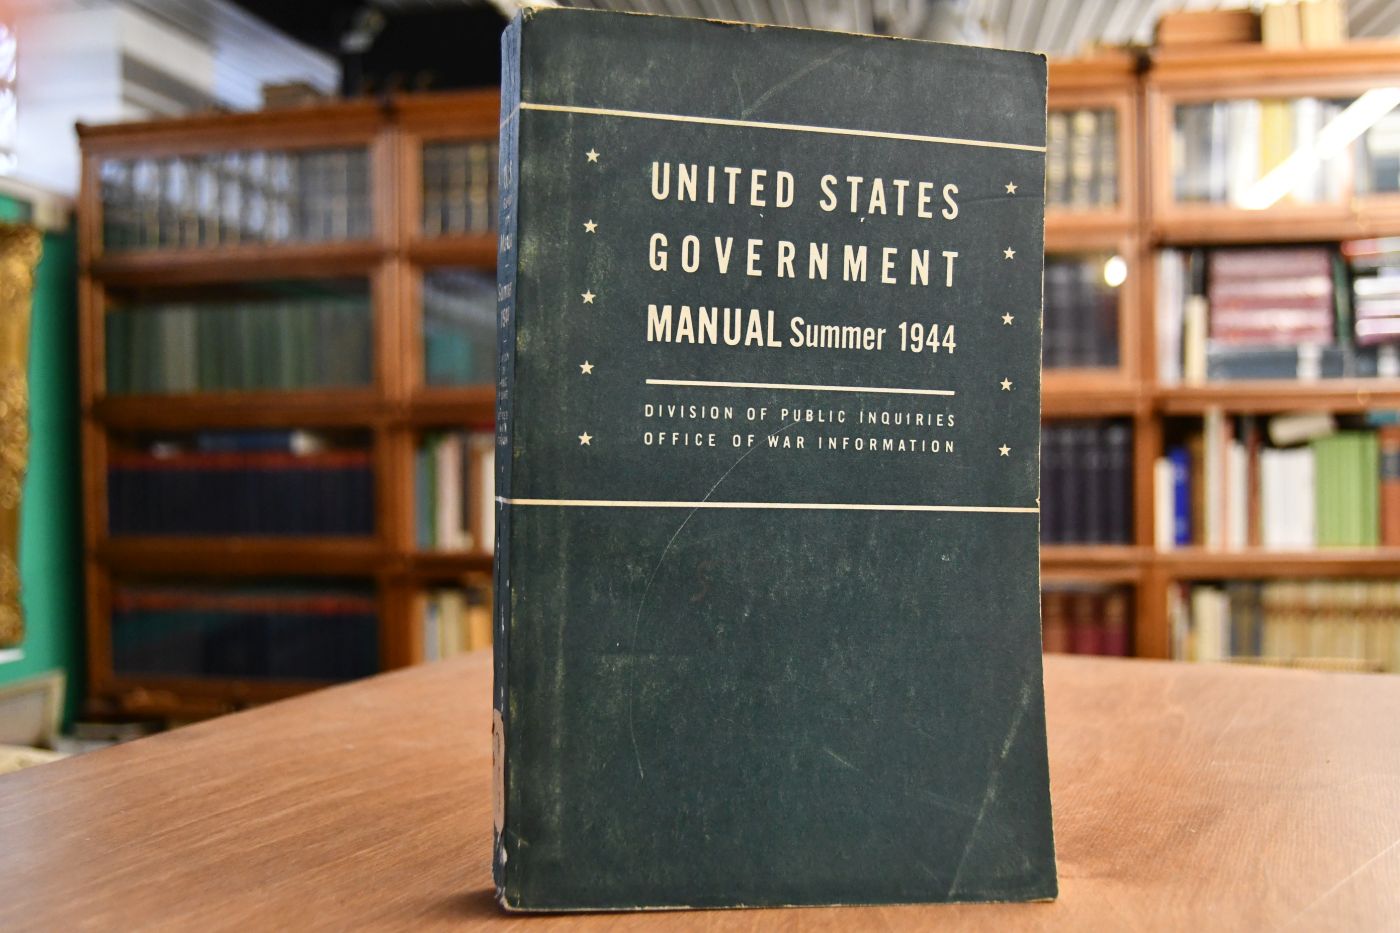 UNITED STATES
GOVERNMENT
MANUAL Summer 1944
DIVISION OF PUBLIC INQUIRIES
OFFICE OF WAR INFORMATION